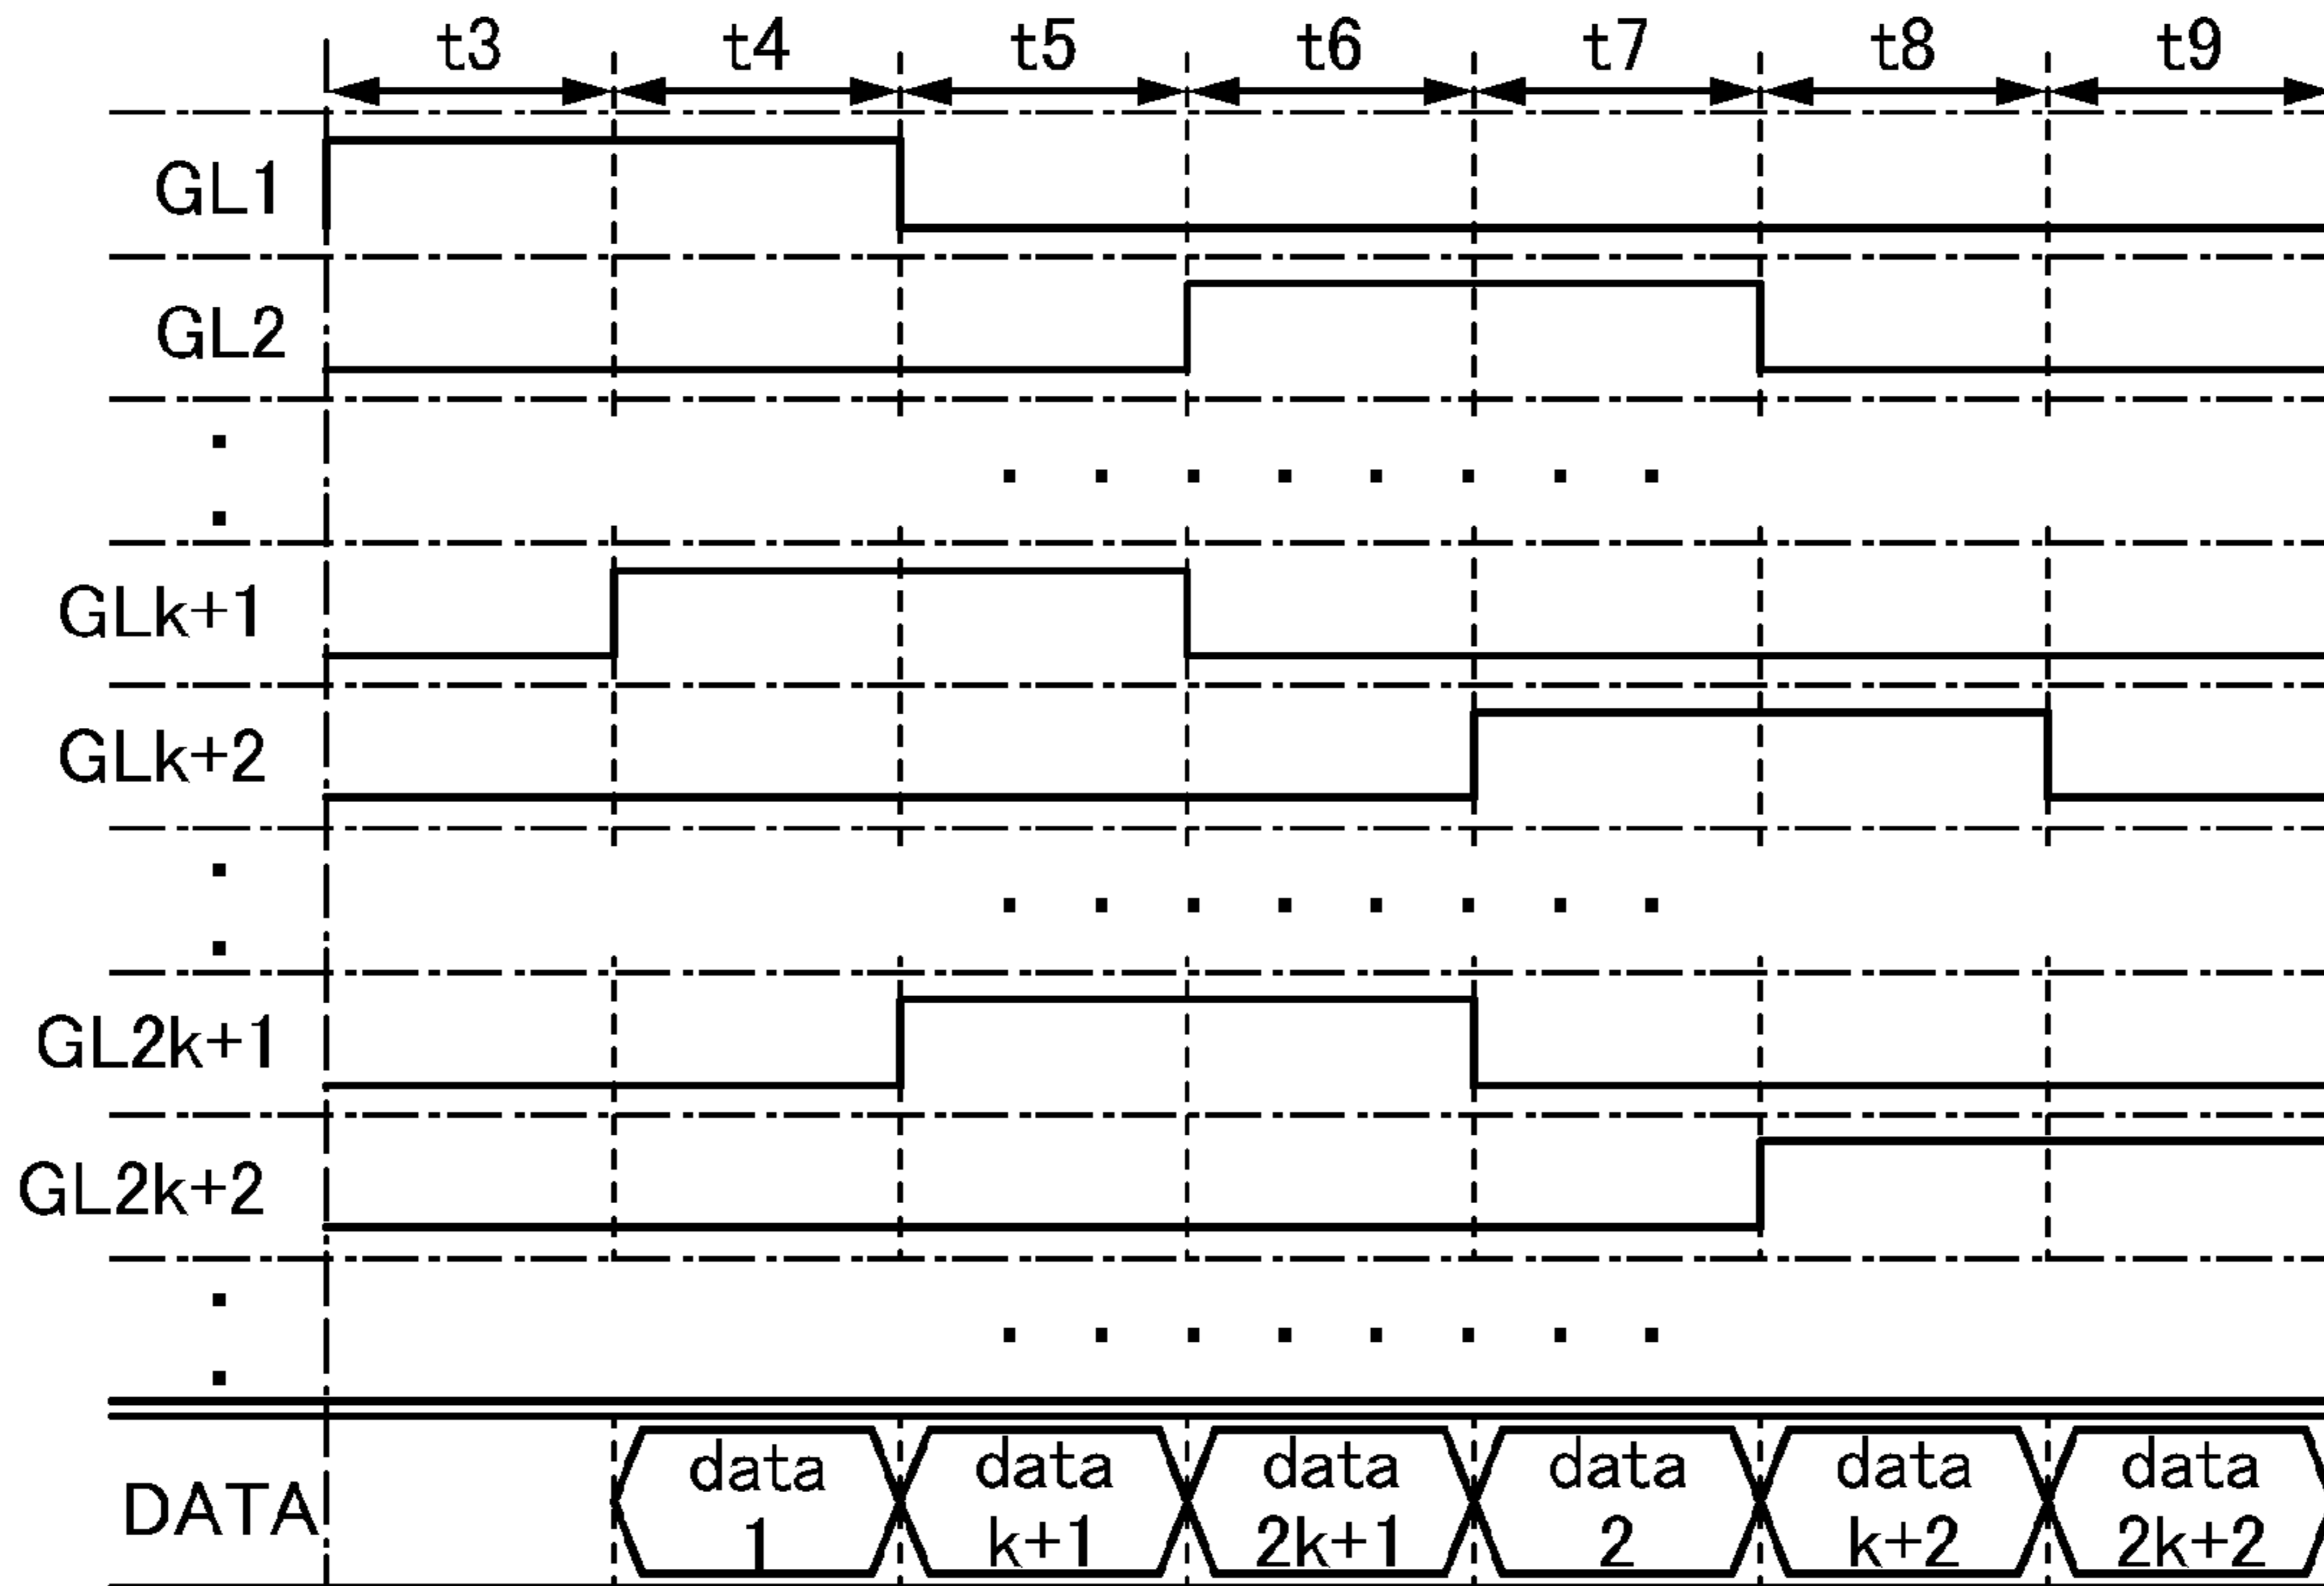 t3 t4 t5 t6 t7 t8 t9
GL1
GL2
GLk+1
GLk+2
GL2k+1
GL2k+2
DATA
data 1
data k+1
data 2k+1
data 2
data k+2
data 2k+2